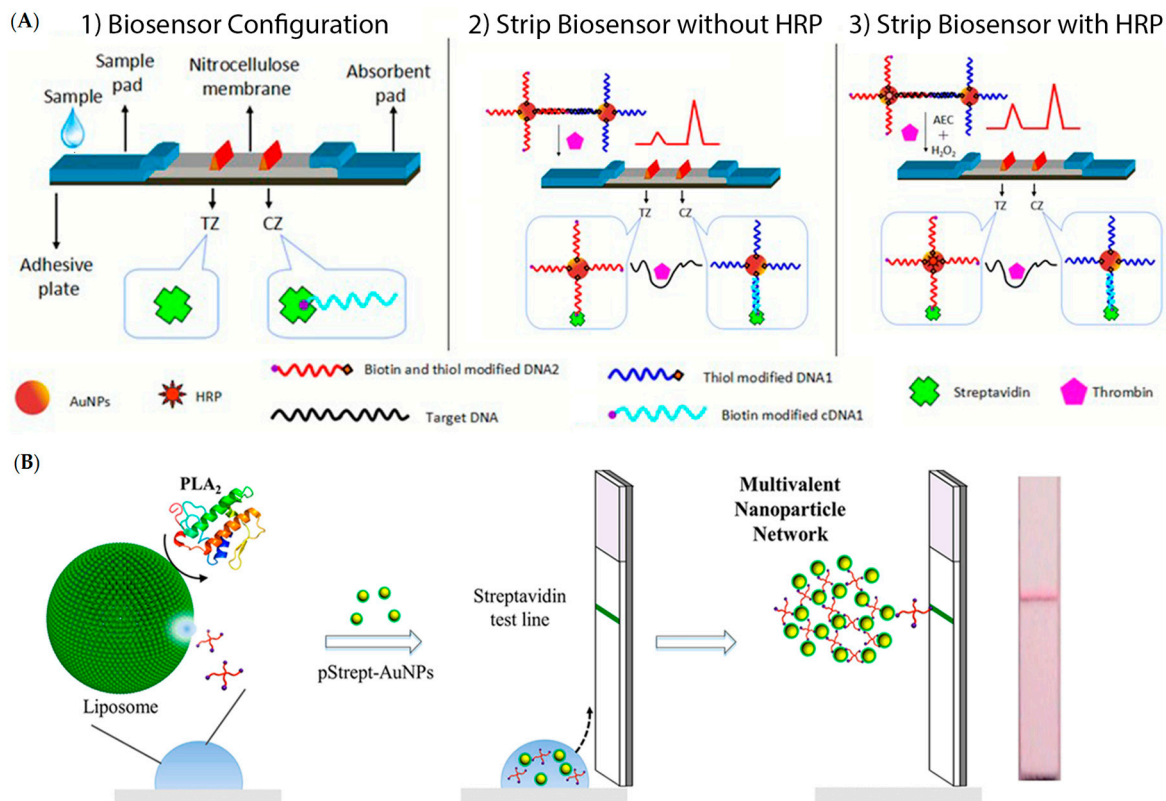 (A)
1) Biosensor Configuration
Sample
Sample
pad
Nitrocellulose
membrane
Absorbent
pad
TZ
CZ
Adhesive
plate
2) Strip Biosensor without HRP
TZ
CZ
3) Strip Biosensor with HRP
AEC
+
H₂O₂
TZ
CZ
AuNPs
HRP
Biotin and thiol modified DNA2
Target DNA
Thiol modified DNA1
Biotin modified cDNA1
Streptavidin
Thrombin
(B)
PLA₂
Liposome
pStrept-AuNPs
Streptavidin
test line
Multivalent
Nanoparticle
Network